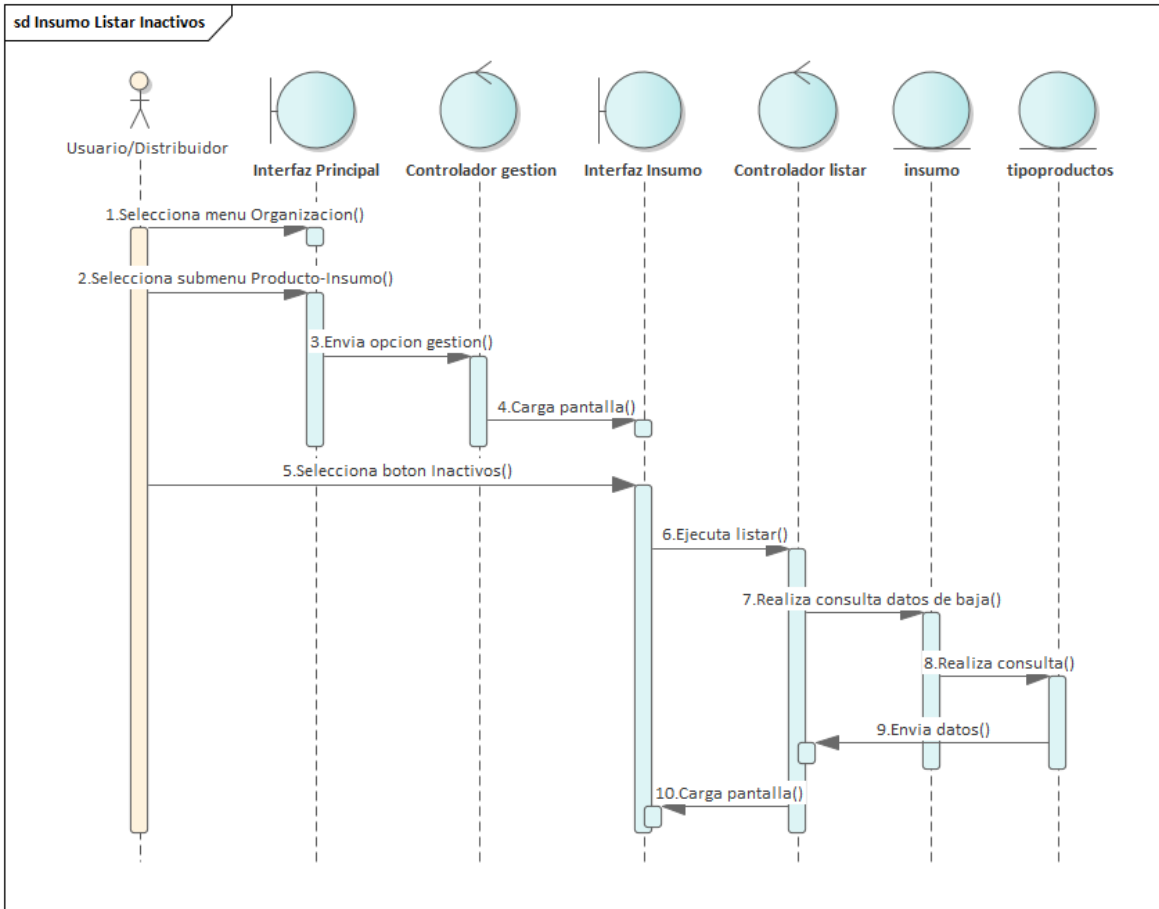 sd Insumo Listar Inactivos
Usuario/Distribuidor
Interfaz Principal
Controlador gestion
Interfaz Insumo
Controlador listar
insumo
tipoproductos
1.Selecciona menu Organizacion()
2.Selecciona submenu Producto-Insumo()
3.Envia opcion gestion()
4.Carga pantalla()
5.Selecciona boton Inactivos()
6.Ejecuta listar()
7.Realiza consulta datos de baja()
8.Realiza consulta()
9.Envia datos()
10.Carga pantalla()